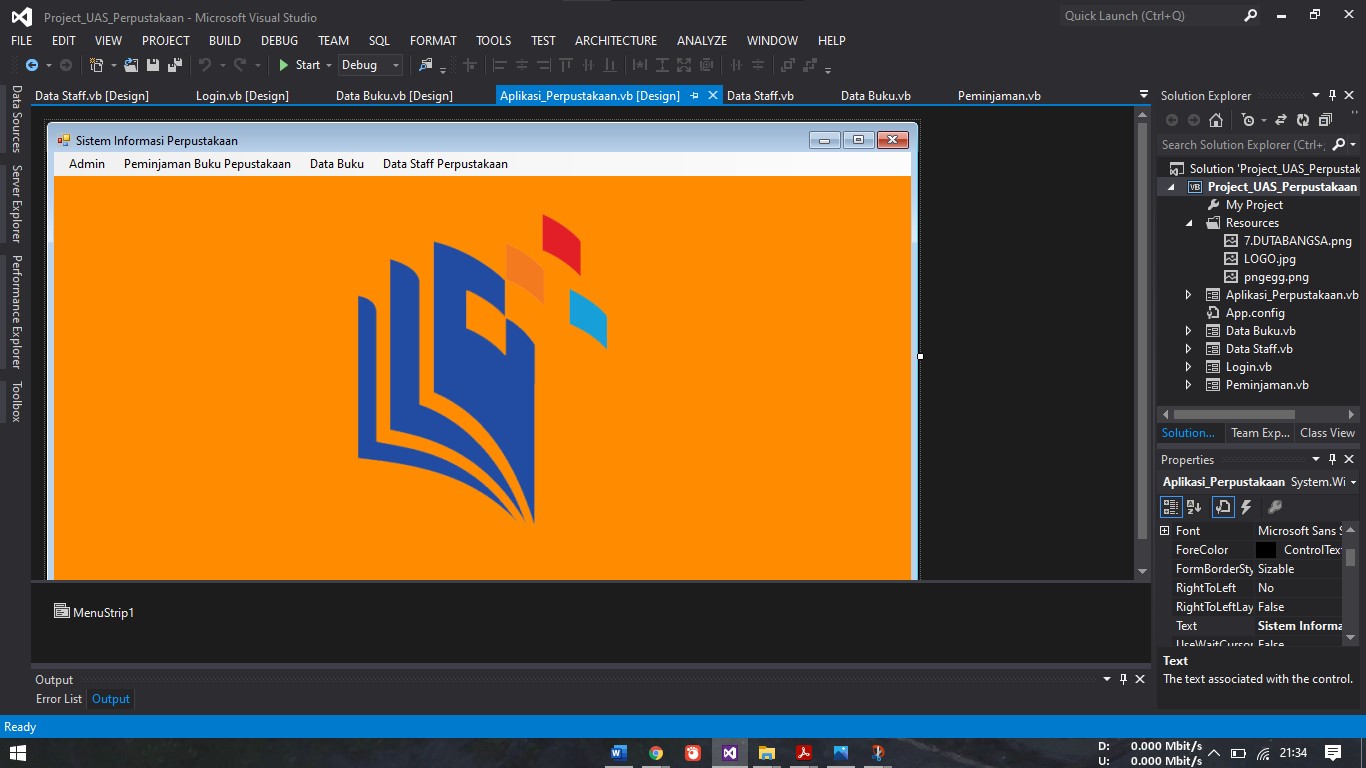 Project_UAS_Perpustakaan - Microsoft Visual Studio
Quick Launch (Ctrl+Q)
FILE EDIT VIEW PROJECT BUILD DEBUG TEAM SQL FORMAT TOOLS TEST ARCHITECTURE ANALYZE WINDOW HELP
Start Debug
Data Sources
Server Explorer
Performance Explorer
Toolbox
Data Staff.vb [Design] Login.vb [Design] Data Buku.vb [Design] Aplikasi_Perpustakaan.vb [Design] Data Staff.vb Data Buku.vb Peminjaman.vb
Sistem Informasi Perpustakaan
Admin Peminjaman Buku Pepustakaan Data Buku Data Staff Perpustakaan
MenuStrip1
Output
Error List Output
Solution Explorer
Search Solution Explorer (Ctrl+;
Solution 'Project_UAS_Perpustak
VB Project_UAS_Perpustakaan
My Project
Resources
7.DUTABANGSA.png
LOGO.jpg
pngegg.png
Aplikasi_Perpustakaan.vb
App.config
Data Buku.vb
Data Staff.vb
Login.vb
Peminjaman.vb
Solution... Team Exp... Class View
Properties
Aplikasi_Perpustakaan System.Wi
Font Microsoft Sans S
ForeColor ControlTex
FormBorderSty Sizable
RightToLeft No
RightToLeftLay False
Text Sistem Informa
UseWaitCursor False
Text
The text associated with the control.
Ready
D: 0.000 Mbit/s
U: 0.000 Mbit/s
21:34